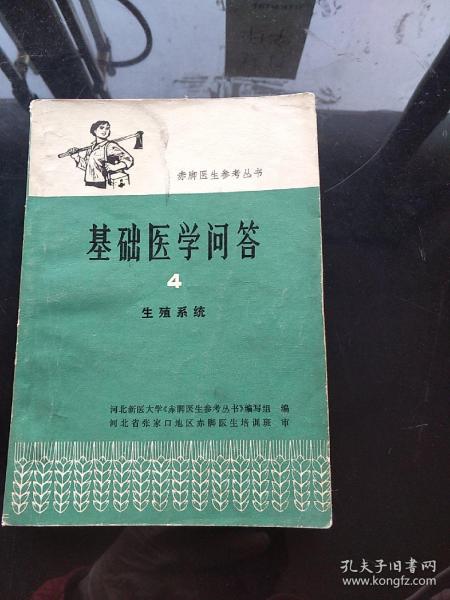 赤脚医生参考丛书
基础医学问答
4
生殖系统
河北新医大学《赤脚医生参考丛书》编写组 编
河北省张家口地区赤脚医生培训班 审
孔夫子旧书网
www.kongfz.com